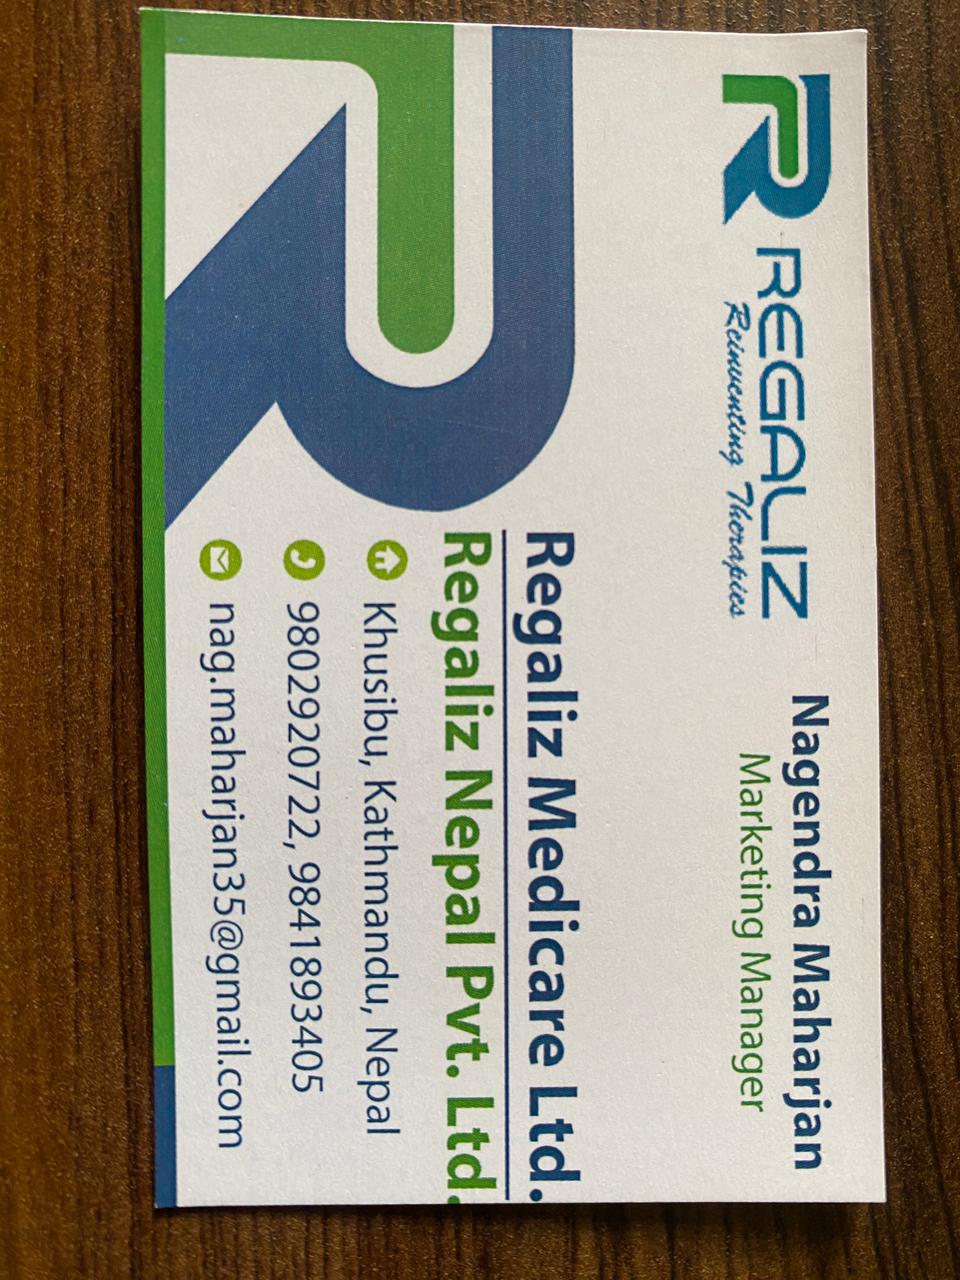 REGALIZ
Reinventing Therapies
Nagendra Maharjan
Marketing Manager
Regaliz Medicare Ltd.
Regaliz Nepal Pvt. Ltd.
Khusibu, Kathmandu, Nepal
9802920722, 9841893405
nag.maharjan35@gmail.com